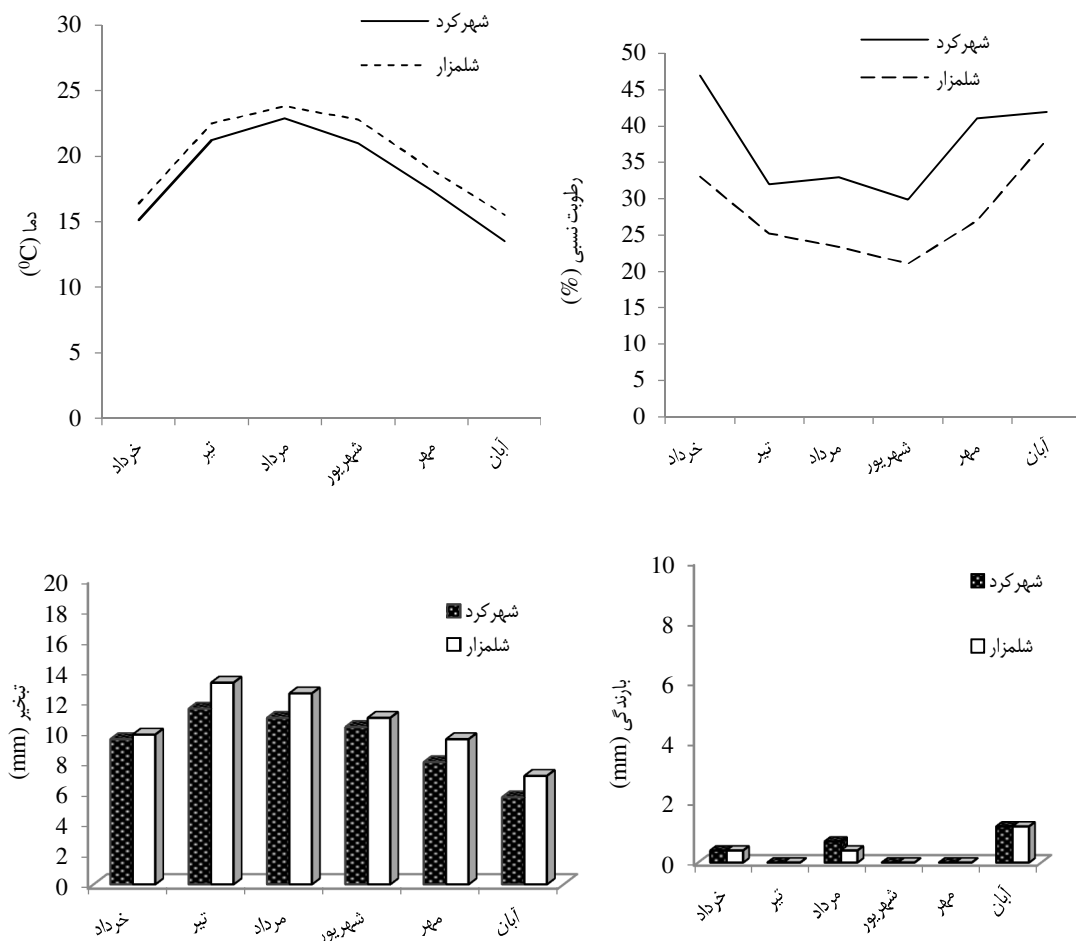 شهرکرد
شلمزار
دما (⁰C)
30
25
20
15
10
5
0
خرداد
تیر
مرداد
شهریور
مهر
آبان
شهرکرد
شلمزار
رطوبت نسبی (%)
50
45
40
35
30
25
20
15
10
5
0
خرداد
تیر
مرداد
شهریور
مهر
آبان
شهرکرد
شلمزار
تبخیر (mm)
20
18
16
14
12
10
8
6
4
2
0
خرداد
تیر
مرداد
شهریور
مهر
آبان
شهرکرد
شلمزار
بارندگی (mm)
10
8
6
4
2
0
خرداد
تیر
مرداد
شهریور
مهر
آبان